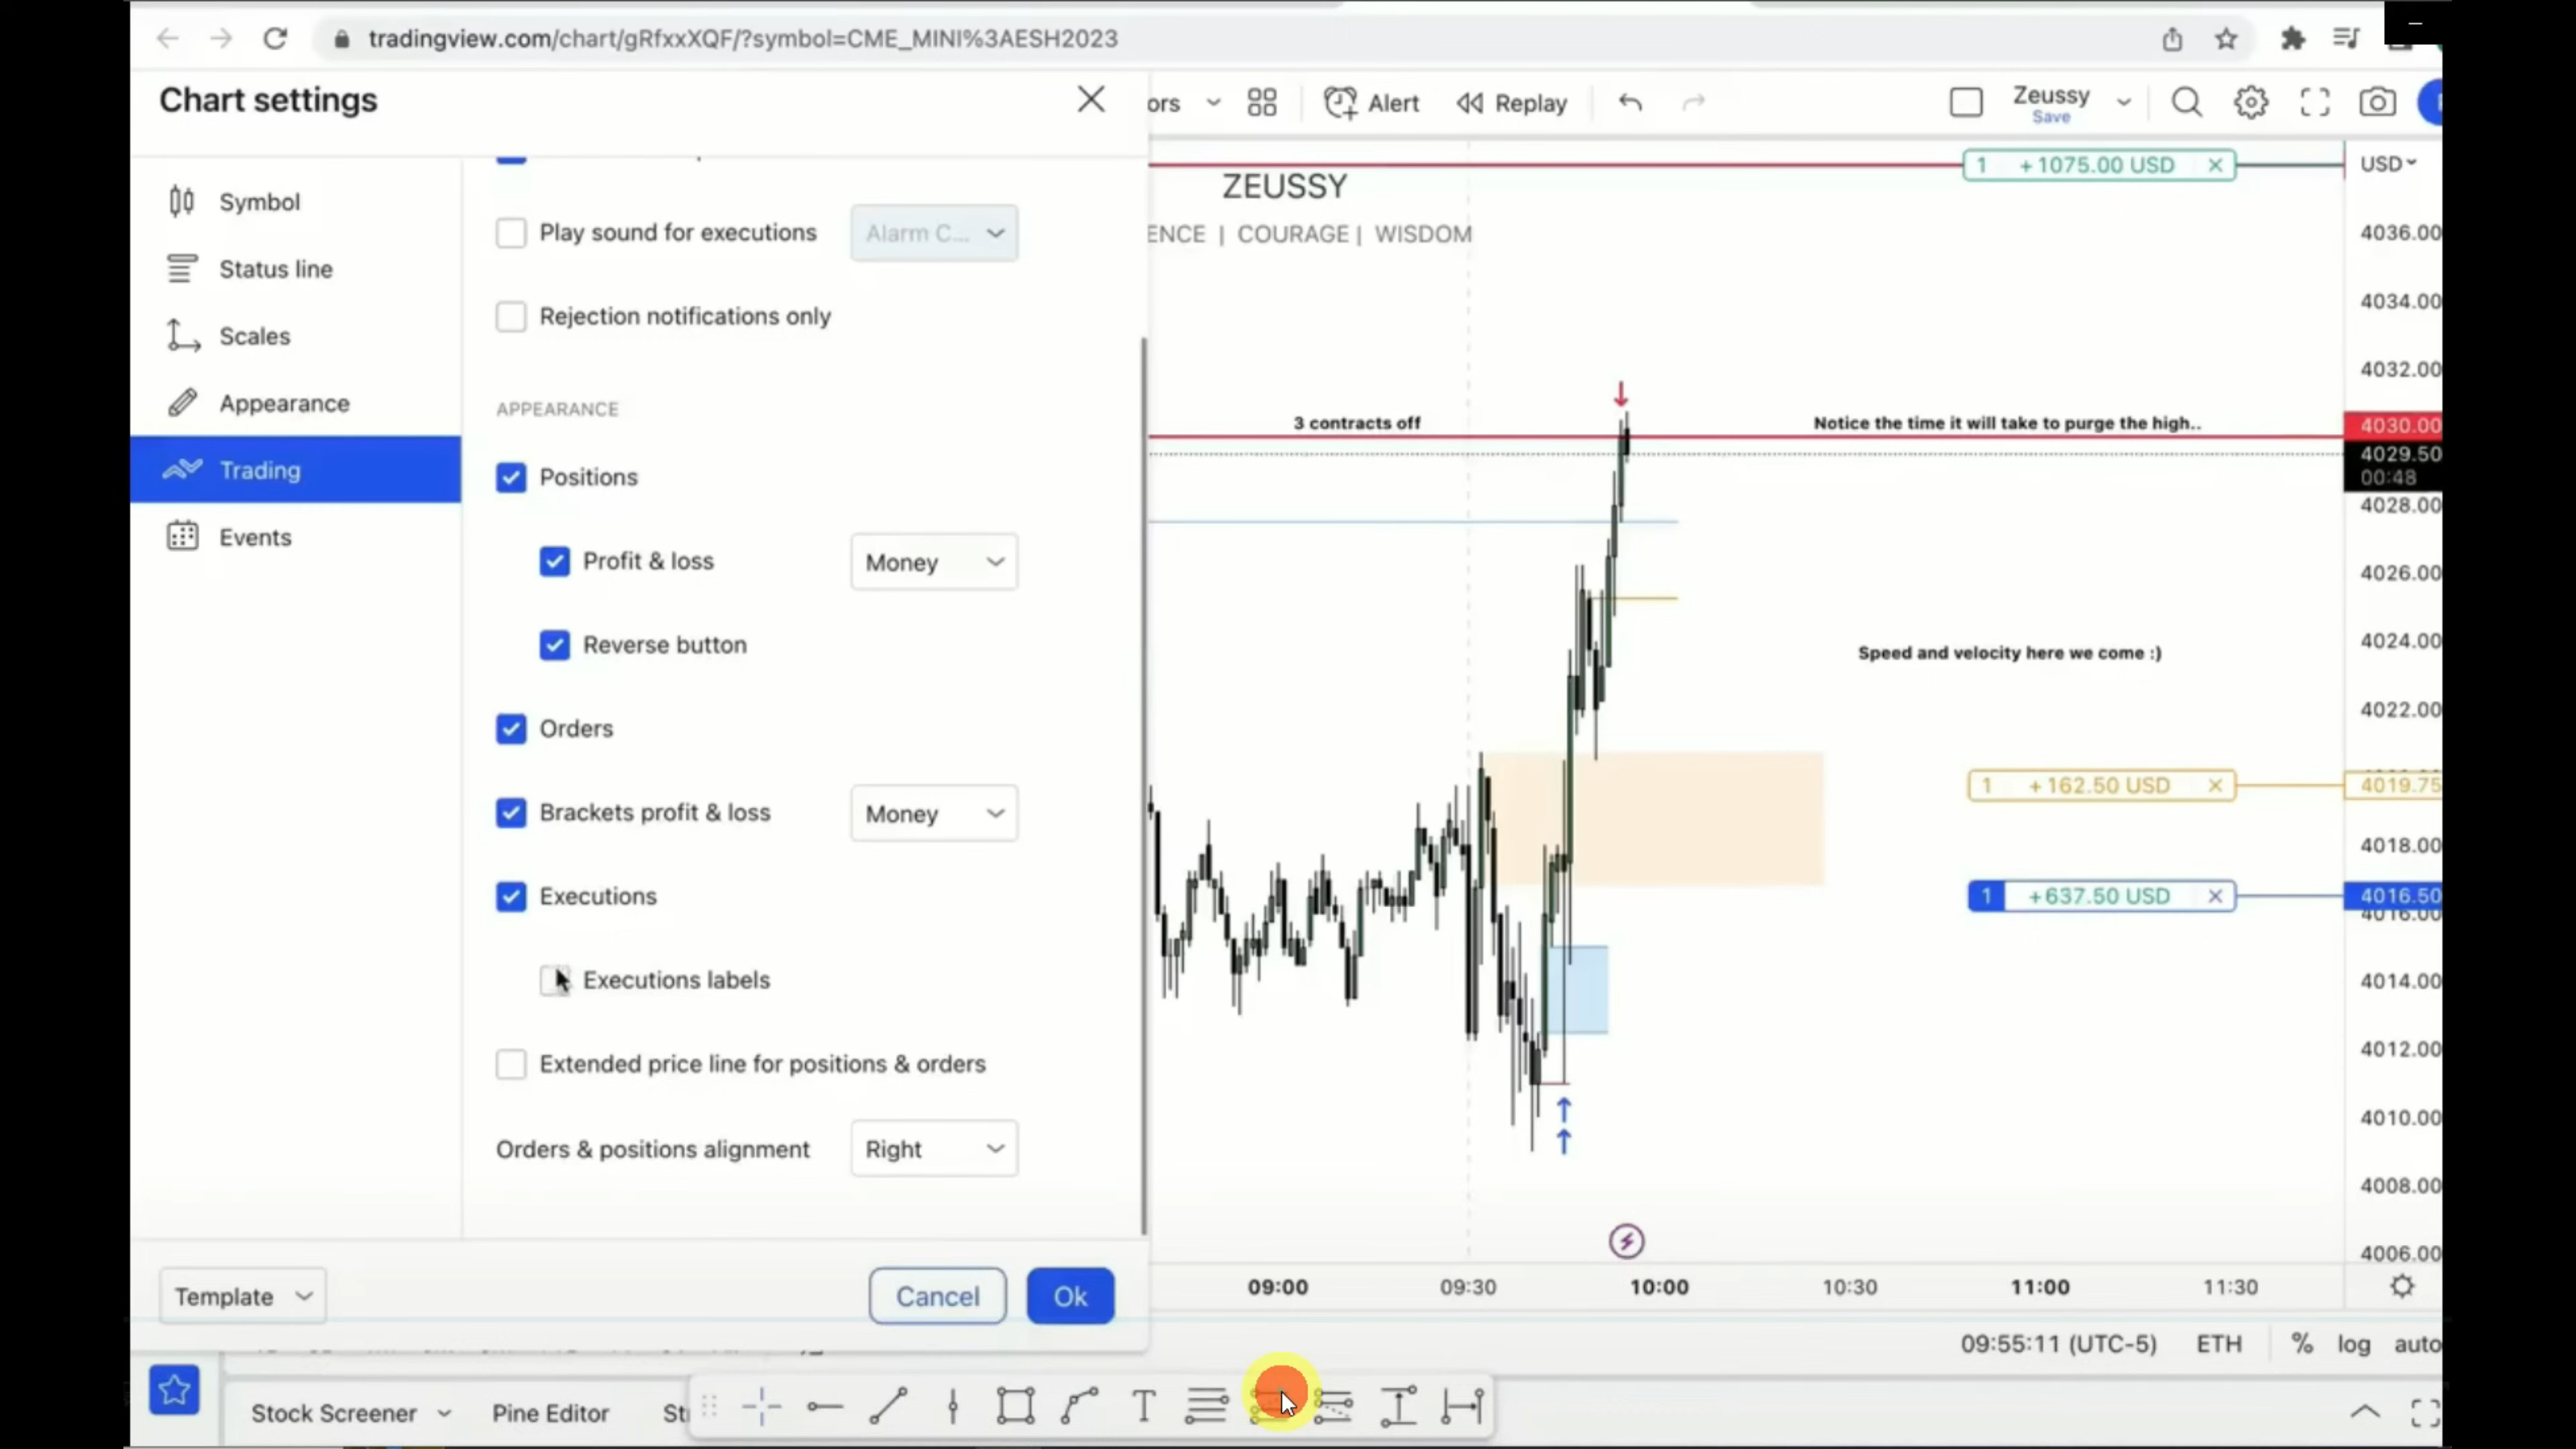 tradingview.com/chart/gRfxxXQF/?symbol=CME_MINI%3AESH2023
Chart settings
ors
Alert
Replay
Zeussy
Save
Symbol
Status line
Scales
Appearance
Trading
Events
Play sound for executions
Alarm C...
Rejection notifications only
APPEARANCE
Positions
Profit & loss
Money
Reverse button
Orders
Brackets profit & loss
Money
Executions
Executions labels
Extended price line for positions & orders
Orders & positions alignment
Right
Template
Cancel
Ok
1 +1075.00 USD
USD
ZEUSSY
ENCE | COURAGE | WISDOM
4036.00
4034.00
4032.00
3 contracts off
Notice the time it will take to purge the high..
4030.00
4029.50
00:48
4028.00
4026.00
4024.00
Speed and velocity here we come :)
4022.00
1 +162.50 USD
4019.75
4018.00
1 +637.50 USD
4016.50
4016.00
4014.00
4012.00
4010.00
4008.00
4006.00
09:00 09:30 10:00 10:30 11:00 11:30
09:55:11 (UTC-5) ETH % log auto
Stock Screener Pine Editor